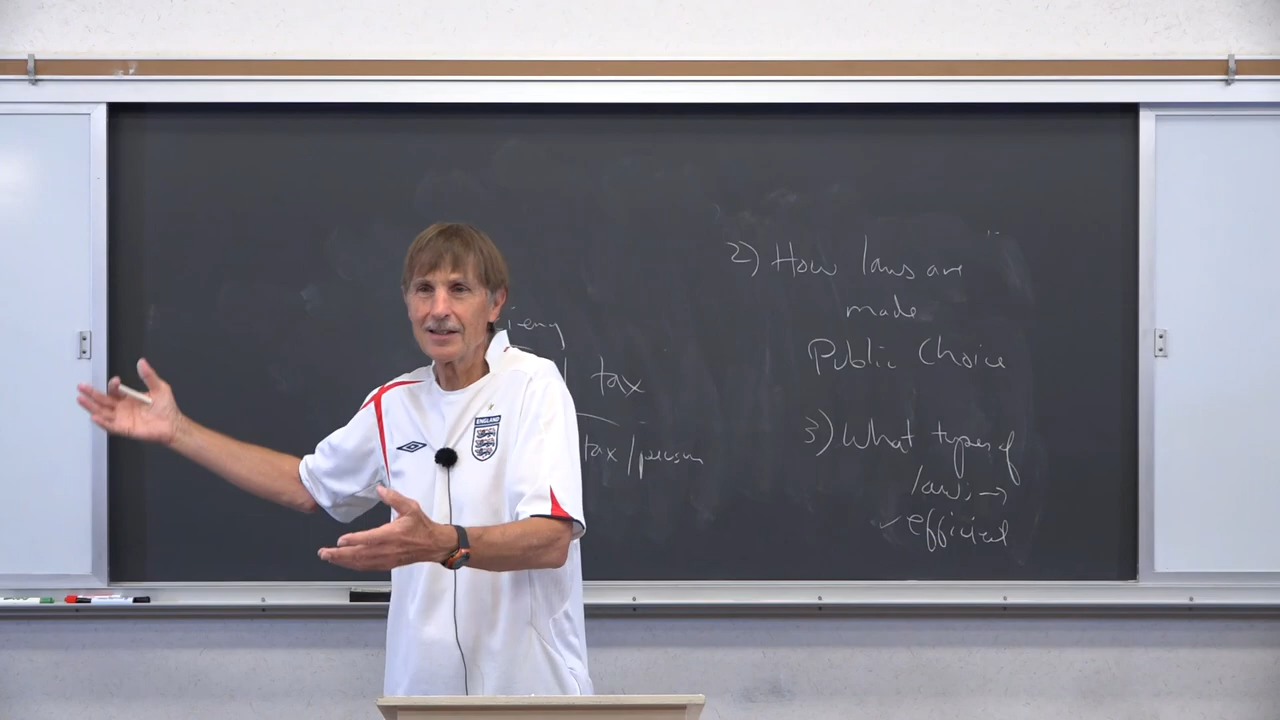 tax
tax/person
2) How laws are
made
Public Choice
3) What types of
laws →
✓ efficient
ENGLAND